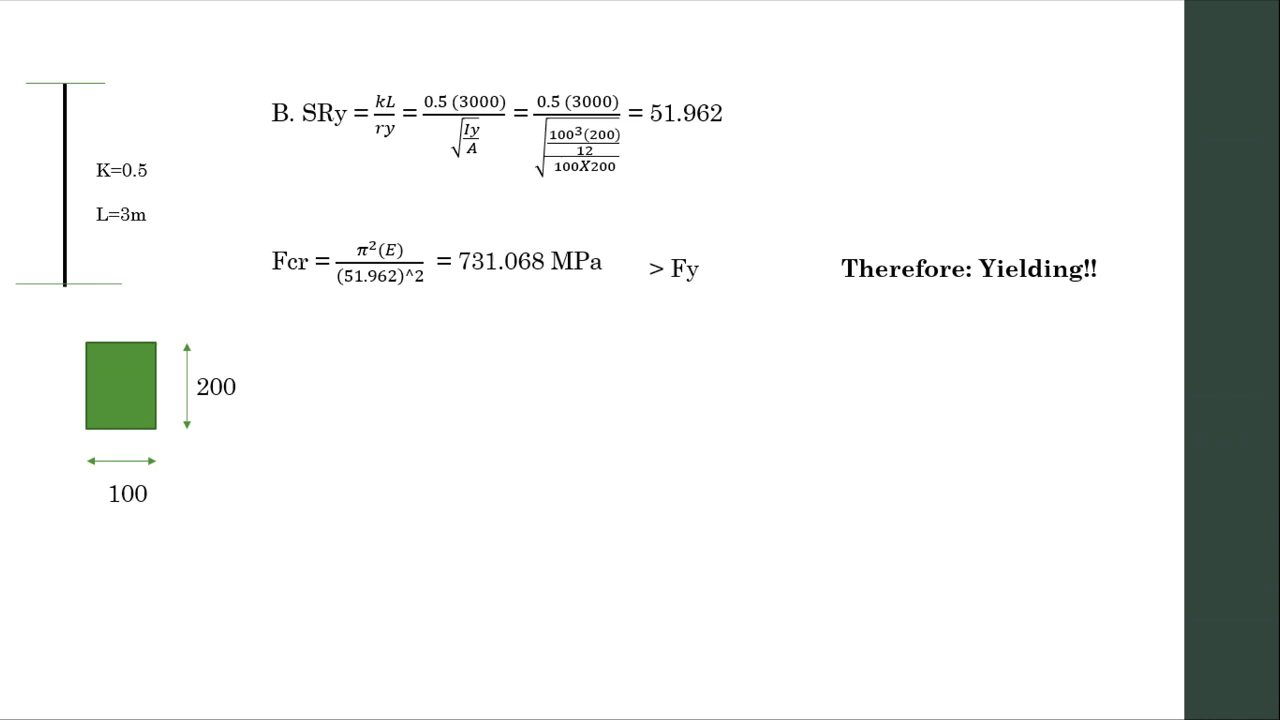 B. SRy = kL/ry = 0.5 (3000)/√(Iy/A) = 0.5 (3000)/√((100³(200)/12)/(100X200)) = 51.962
K=0.5
L=3m
Fcr = π²(E)/(51.962)^2 = 731.068 MPa > Fy Therefore: Yielding!!
200
100